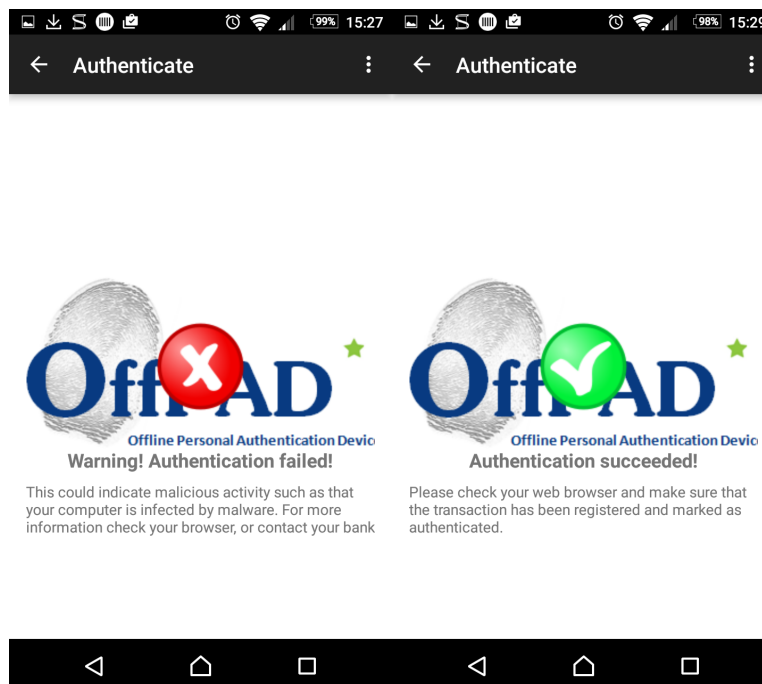 99% 15:27
Authenticate
OffPAD
Offline Personal Authentication Devic
Warning! Authentication failed!
This could indicate malicious activity such as that
your computer is infected by malware. For more
information check your browser, or contact your bank
98% 15:29
Authenticate
OffPAD
Offline Personal Authentication Devic
Authentication succeeded!
Please check your web browser and make sure that
the transaction has been registered and marked as
authenticated.